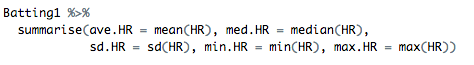 Batting1 %>%
  summarise(ave.HR = mean(HR), med.HR = median(HR),
            sd.HR = sd(HR), min.HR = min(HR), max.HR = max(HR))